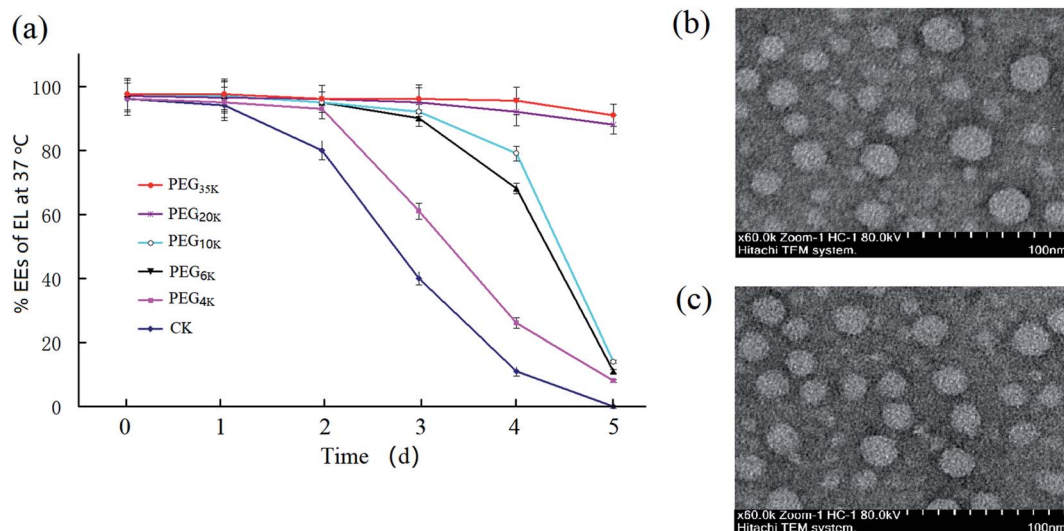 (a)
% EEs of EL at 37 ºC
100
80
60
40
20
0
PEG35K
PEG20K
PEG10K
PEG6K
PEG4K
CK
0 1 2 3 4 5
Time (d)
(b)
x60.0k Zoom-1 HC-1 80.0kV
Hitachi TEM system.
100nm
(c)
x60.0k Zoom-1 HC-1 80.0kV
Hitachi TEM system.
100nm